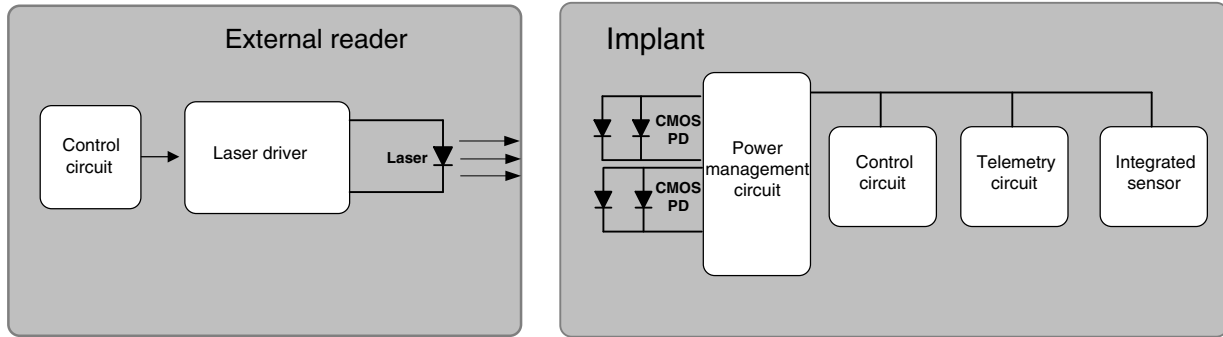 External reader
Control
circuit
Laser driver
Laser
Implant
CMOS
PD
CMOS
PD
Power
management
circuit
Control
circuit
Telemetry
circuit
Integrated
sensor